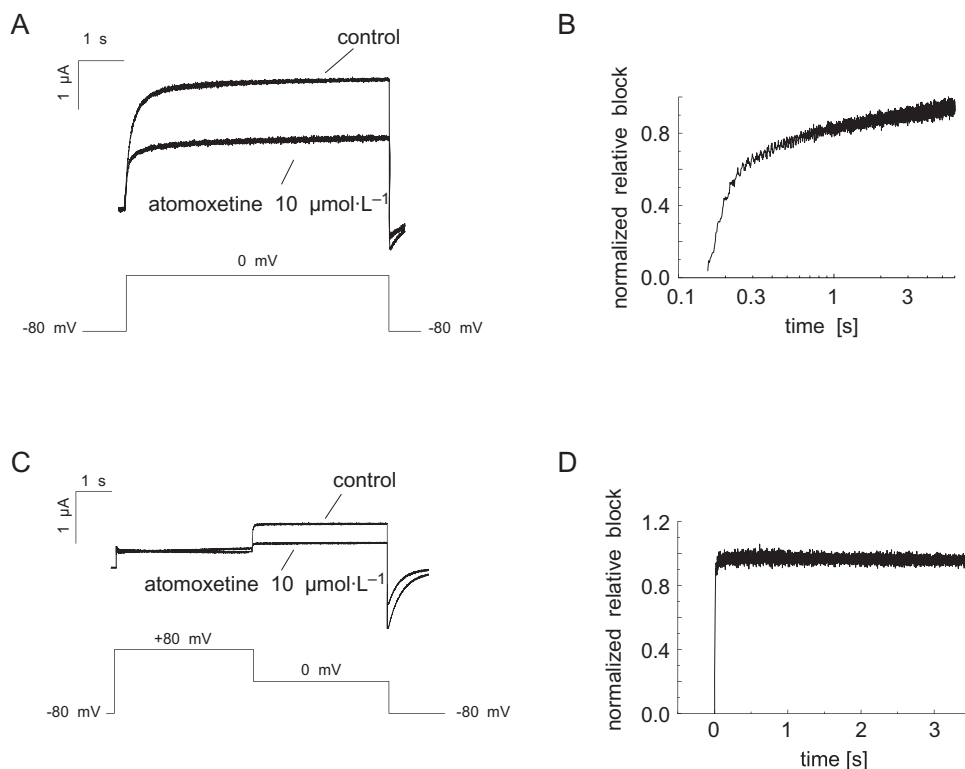 A
1 s
1 µA
control
atomoxetine 10 µmol·L⁻¹
0 mV
-80 mV
-80 mV
B
normalized relative block
0.8
0.4
0.0
0.1
0.3
1
3
time [s]
C
1 s
1 µA
control
atomoxetine 10 µmol·L⁻¹
+80 mV
0 mV
-80 mV
-80 mV
D
normalized relative block
1.2
0.8
0.4
0.0
0
1
2
3
time [s]